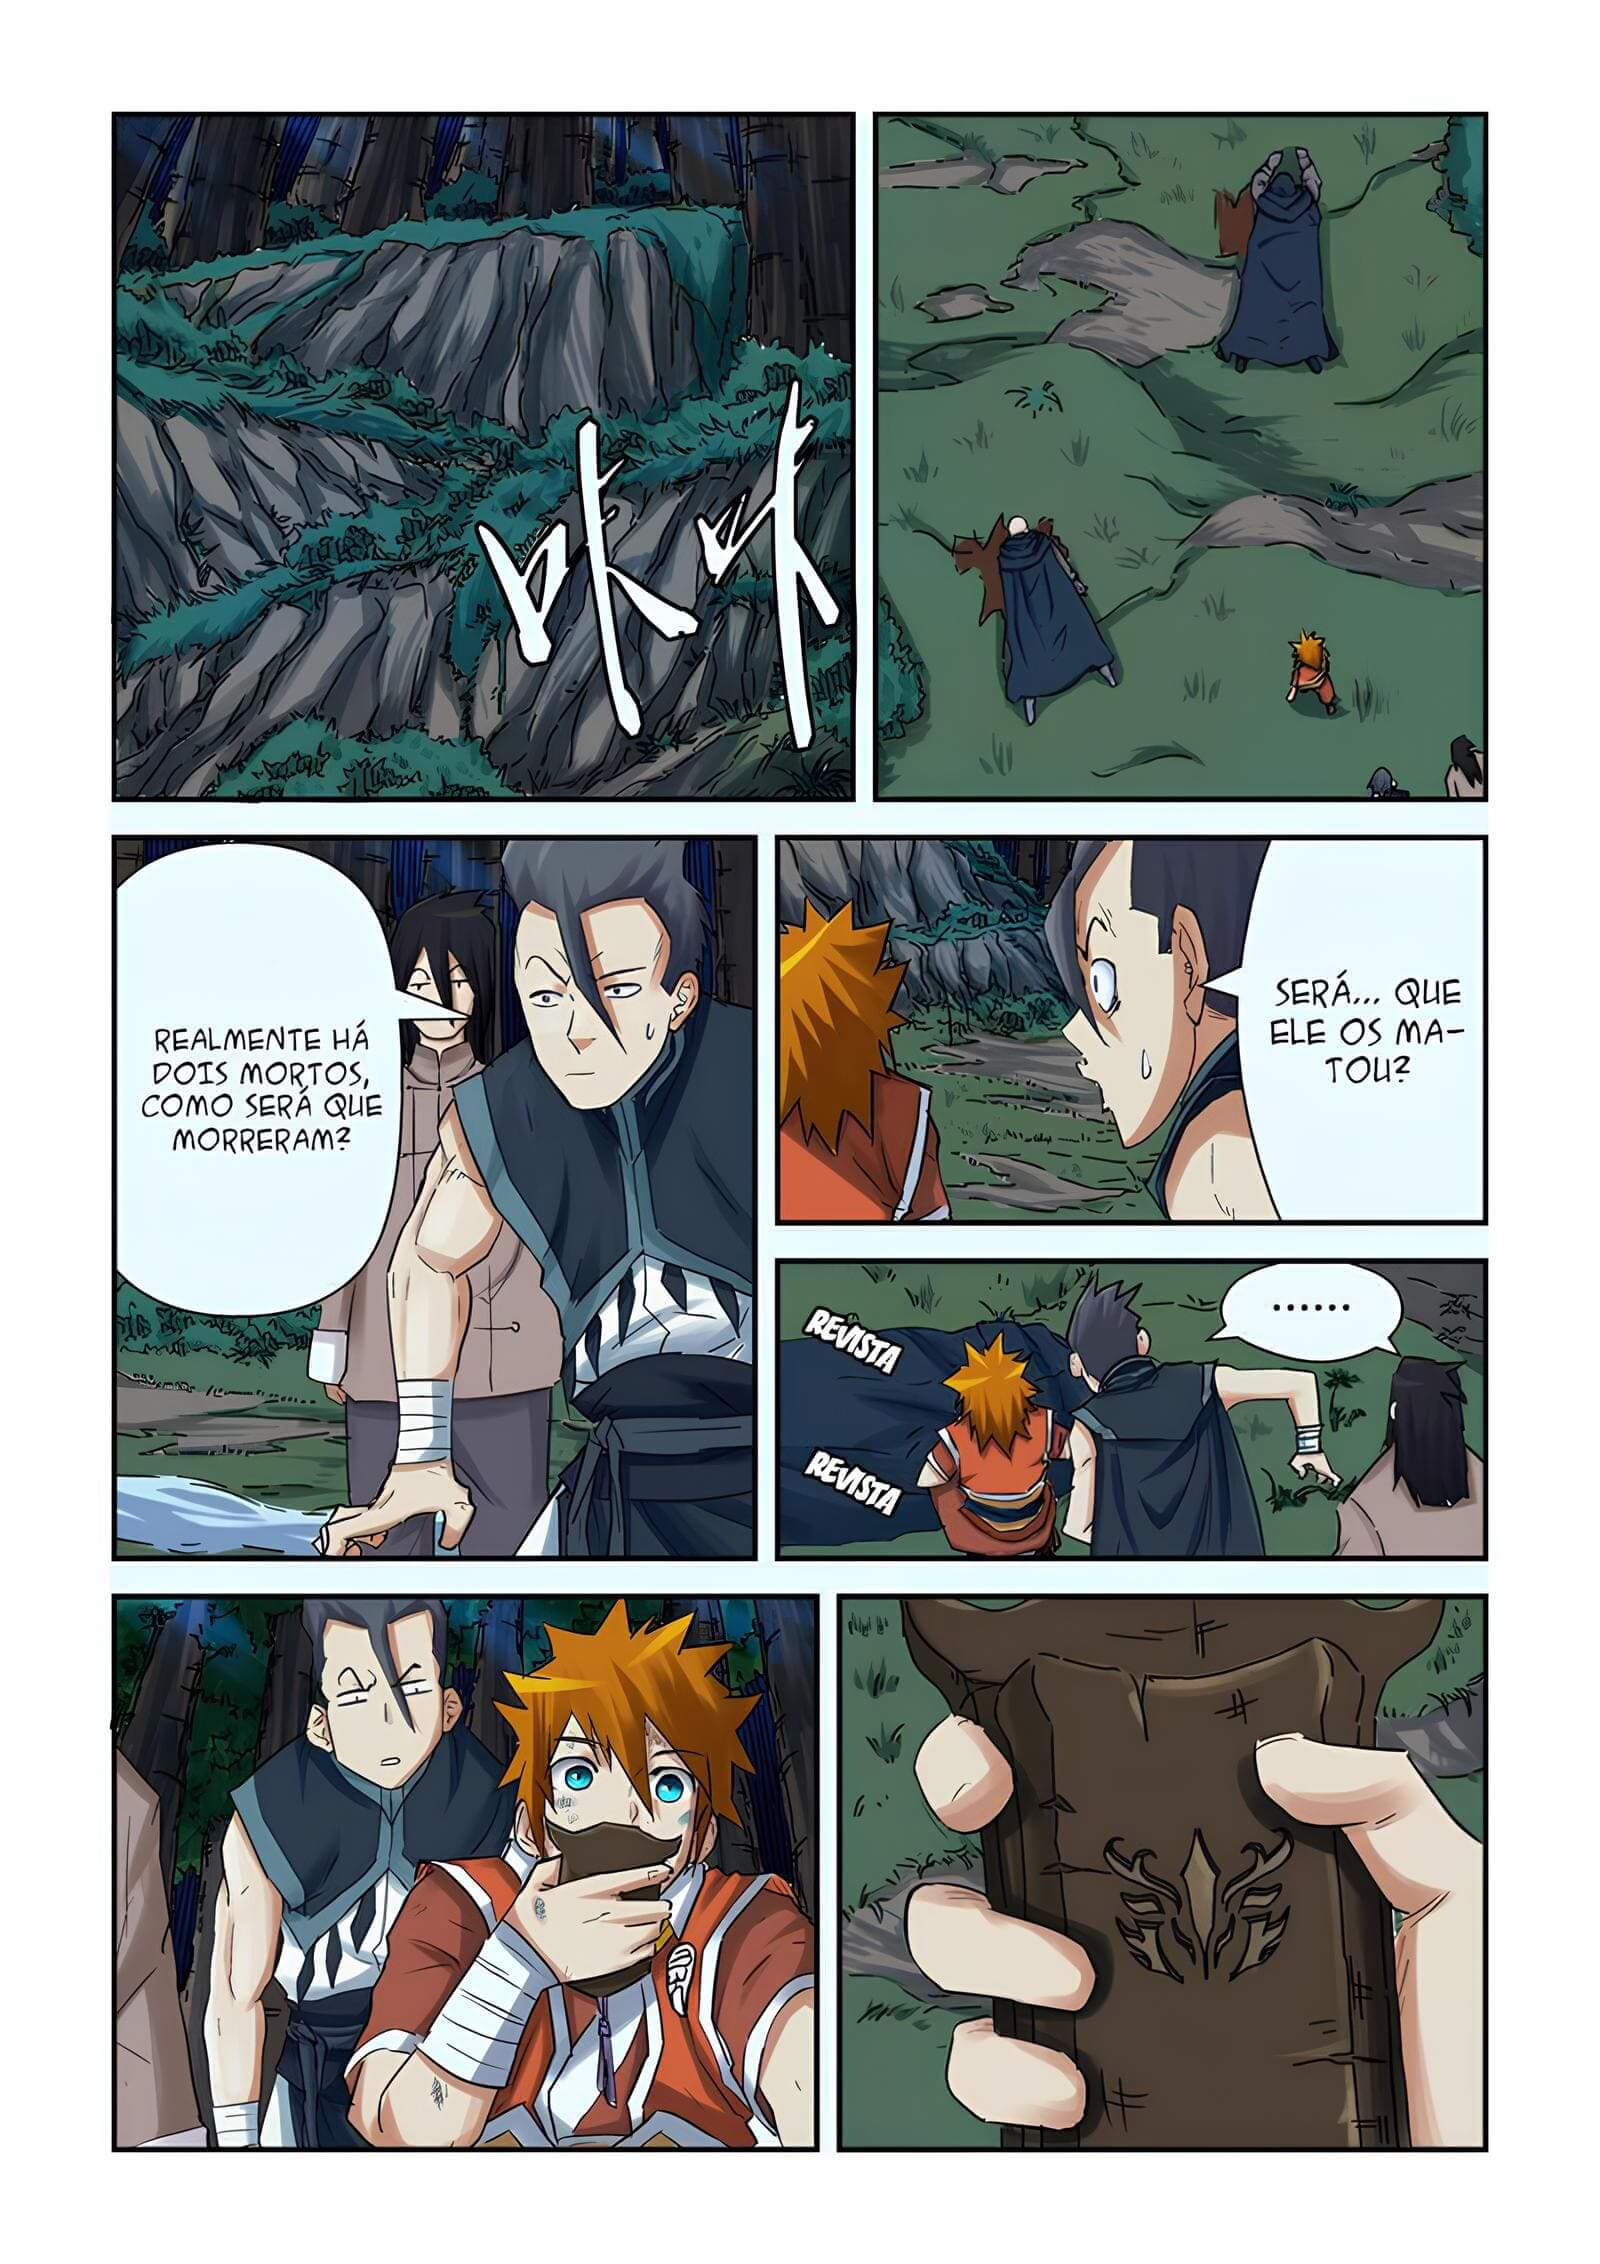 咔咔
REALMENTE HÁ
DOIS MORTOS,
COMO SERÁ QUE
MORRERAM?
SERÁ... QUE
ELE OS MA-
TOU?
......
REVISTA
REVISTA